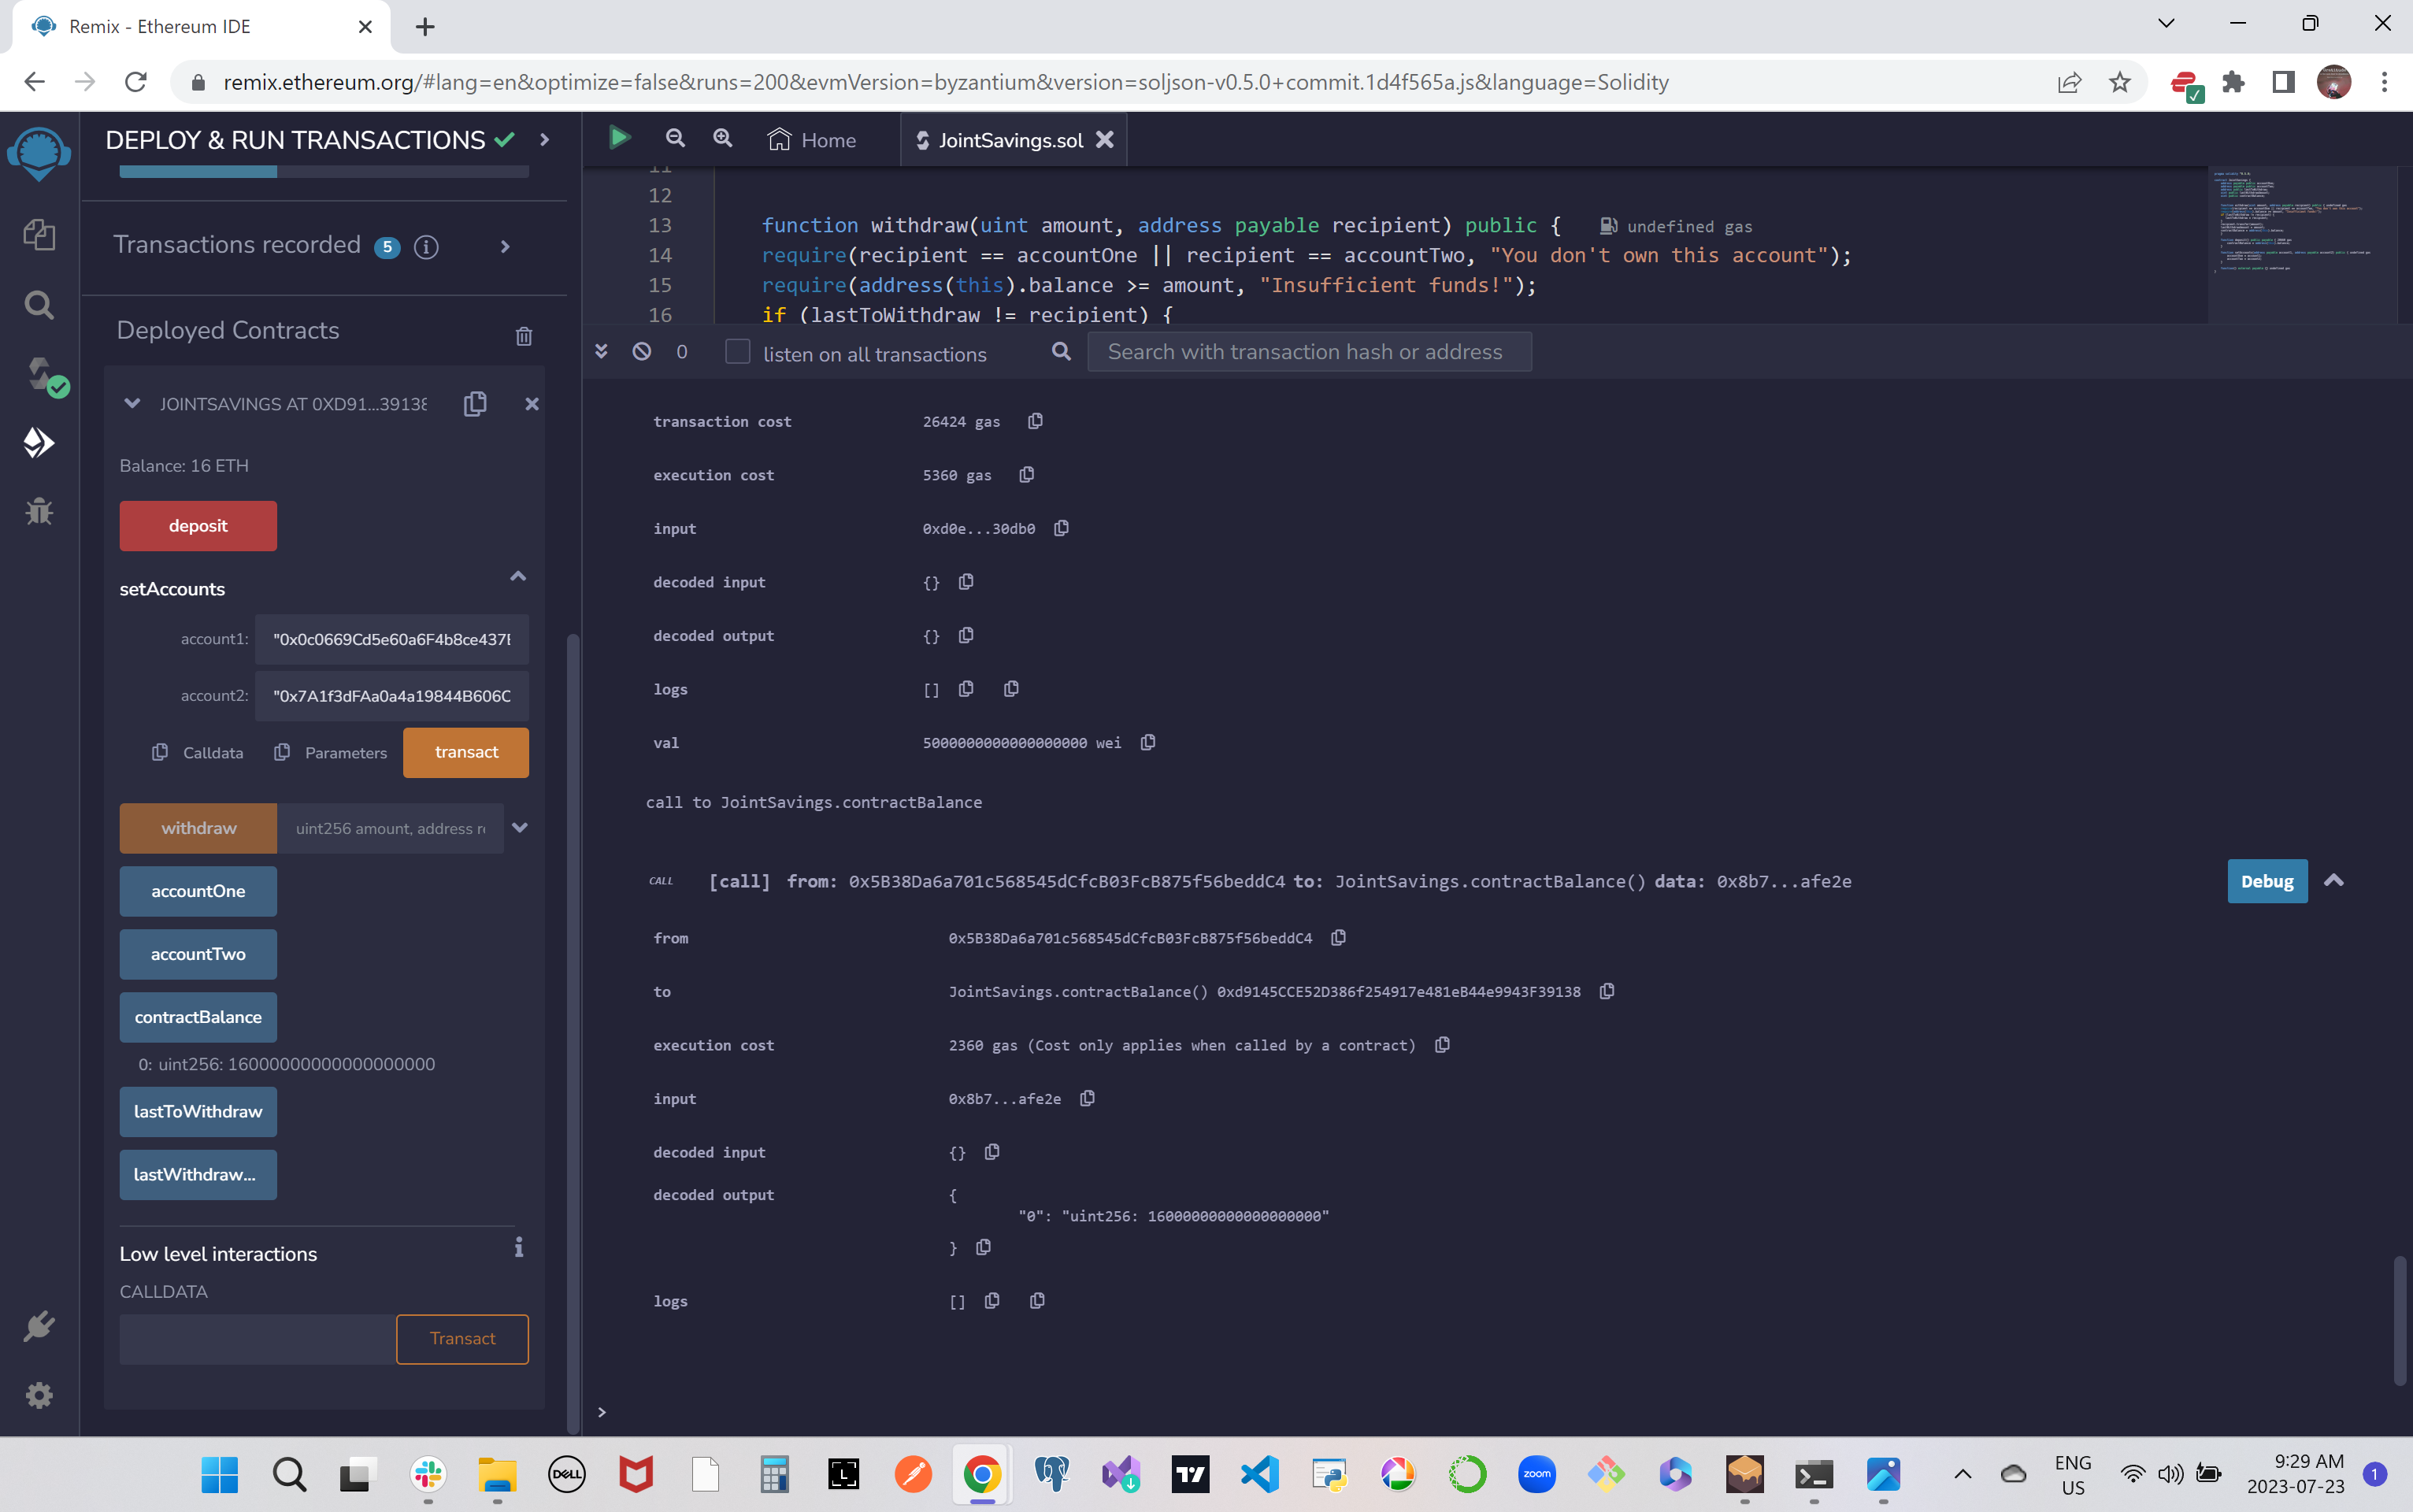 Remix - Ethereum IDE
remix.ethereum.org/#lang=en&optimize=false&runs=200&evmVersion=byzantium&version=soljson-v0.5.0+commit.1d4f565a.js&language=Solidity
DEPLOY & RUN TRANSACTIONS
Transactions recorded 5
Deployed Contracts
JOINTSAVINGS AT 0XD91...39138
Balance: 16 ETH
deposit
setAccounts
account1: "0x0c0669Cd5e60a6F4b8ce437E
account2: "0x7A1f3dFAa0a4a19844B606C
Calldata Parameters transact
withdraw uint256 amount, address re
accountOne
accountTwo
contractBalance
0: uint256: 16000000000000000000
lastToWithdraw
lastWithdraw...
Low level interactions
CALLDATA
Transact
Home
JointSavings.sol
11
12
13 function withdraw(uint amount, address payable recipient) public { undefined gas
14 require(recipient == accountOne || recipient == accountTwo, "You don't own this account");
15 require(address(this).balance >= amount, "Insufficient funds!");
16 if (lastToWithdraw != recipient) {
0 listen on all transactions Search with transaction hash or address
transaction cost 26424 gas
execution cost 5360 gas
input 0xd0e...30db0
decoded input {}
decoded output {}
logs []
val 5000000000000000000 wei
call to JointSavings.contractBalance
CALL [call] from: 0x5B38Da6a701c568545dCfcB03FcB875f56beddC4 to: JointSavings.contractBalance() data: 0x8b7...afe2e
Debug
from 0x5B38Da6a701c568545dCfcB03FcB875f56beddC4
to JointSavings.contractBalance() 0xd9145CCE52D386f254917e481eB44e9943F39138
execution cost 2360 gas (Cost only applies when called by a contract)
input 0x8b7...afe2e
decoded input {}
decoded output {
"0": "uint256: 16000000000000000000"
}
logs []
>
DELL
L
zoom
ENG
US
9:29 AM
2023-07-23
1